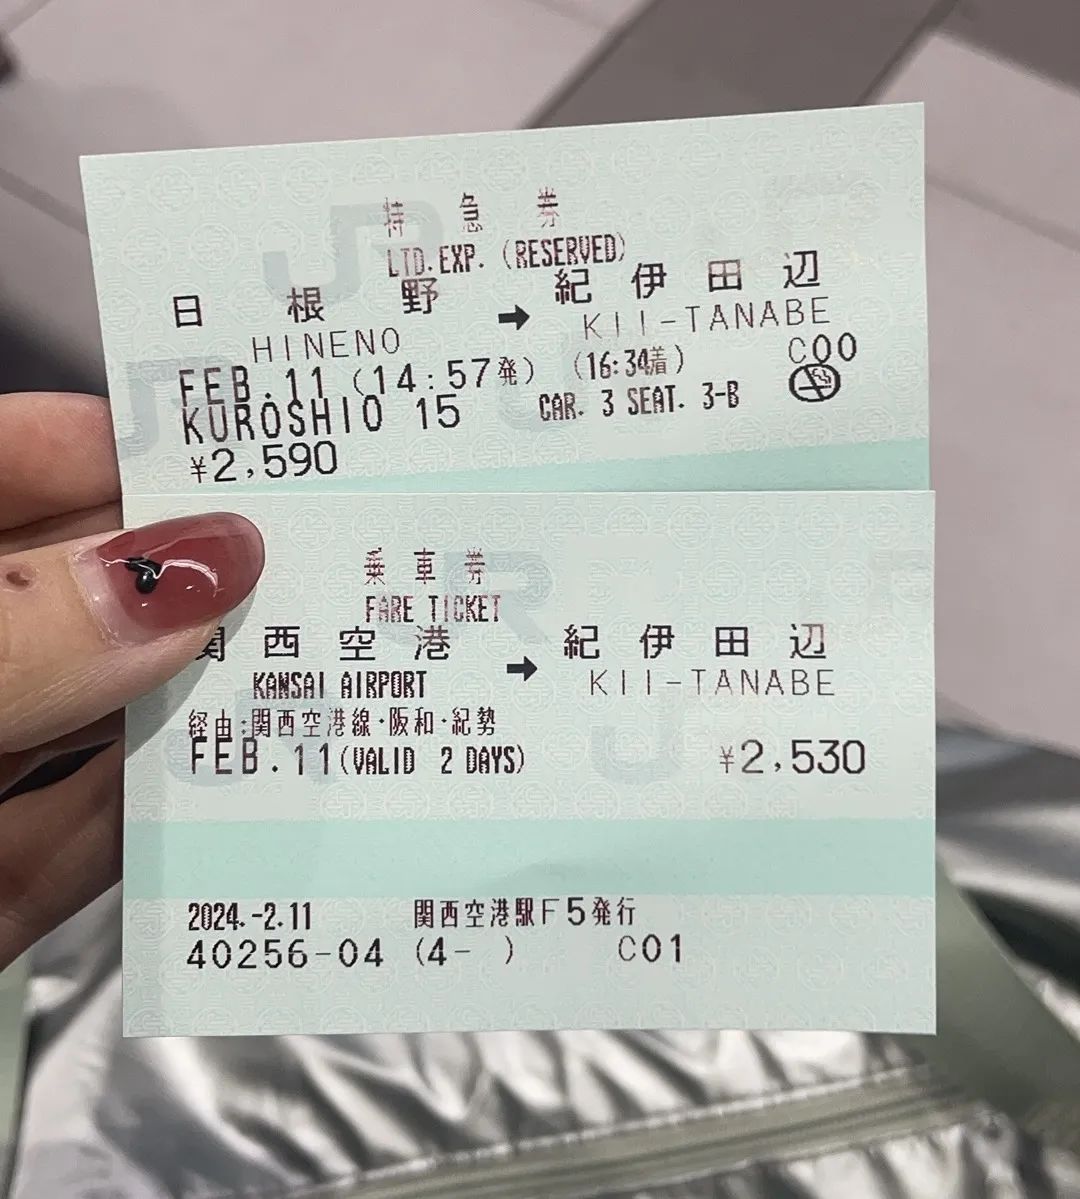 特 急 券
LTD.EXP. (RESERVED)
日 根 野 → 紀 伊 田 辺
HINENO KII-TANABE
FEB.11 (14:57発) (16:34着) C00
KUROSHIO 15 CAR. 3 SEAT. 3-B
¥2,590
乗 車 券
FARE TICKET
関 西 空 港 → 紀 伊 田 辺
KANSAI AIRPORT KII-TANABE
経由:関西空港線・阪和・紀勢
FEB.11(VALID 2 DAYS) ¥2,530
2024.-2.11 関西空港駅F5発行
40256-04 (4- ) C01